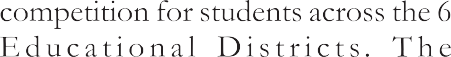 competition for students across the 6
Educational Districts. The